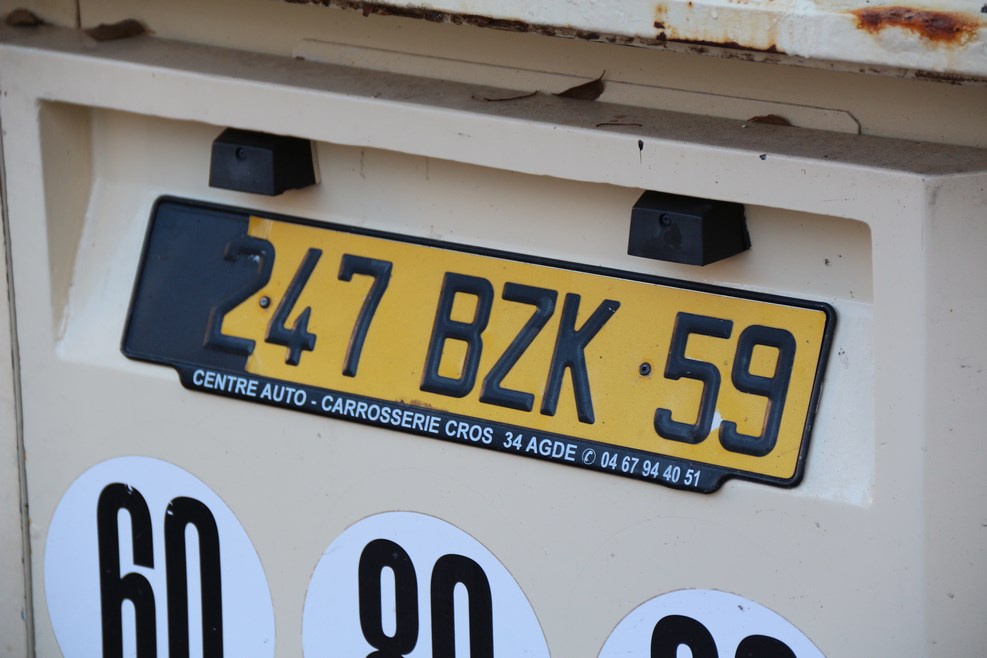 247 BZK 59
CENTRE AUTO - CARROSSERIE CROS 34 AGDE ✆ 04 67 94 40 51
60
80